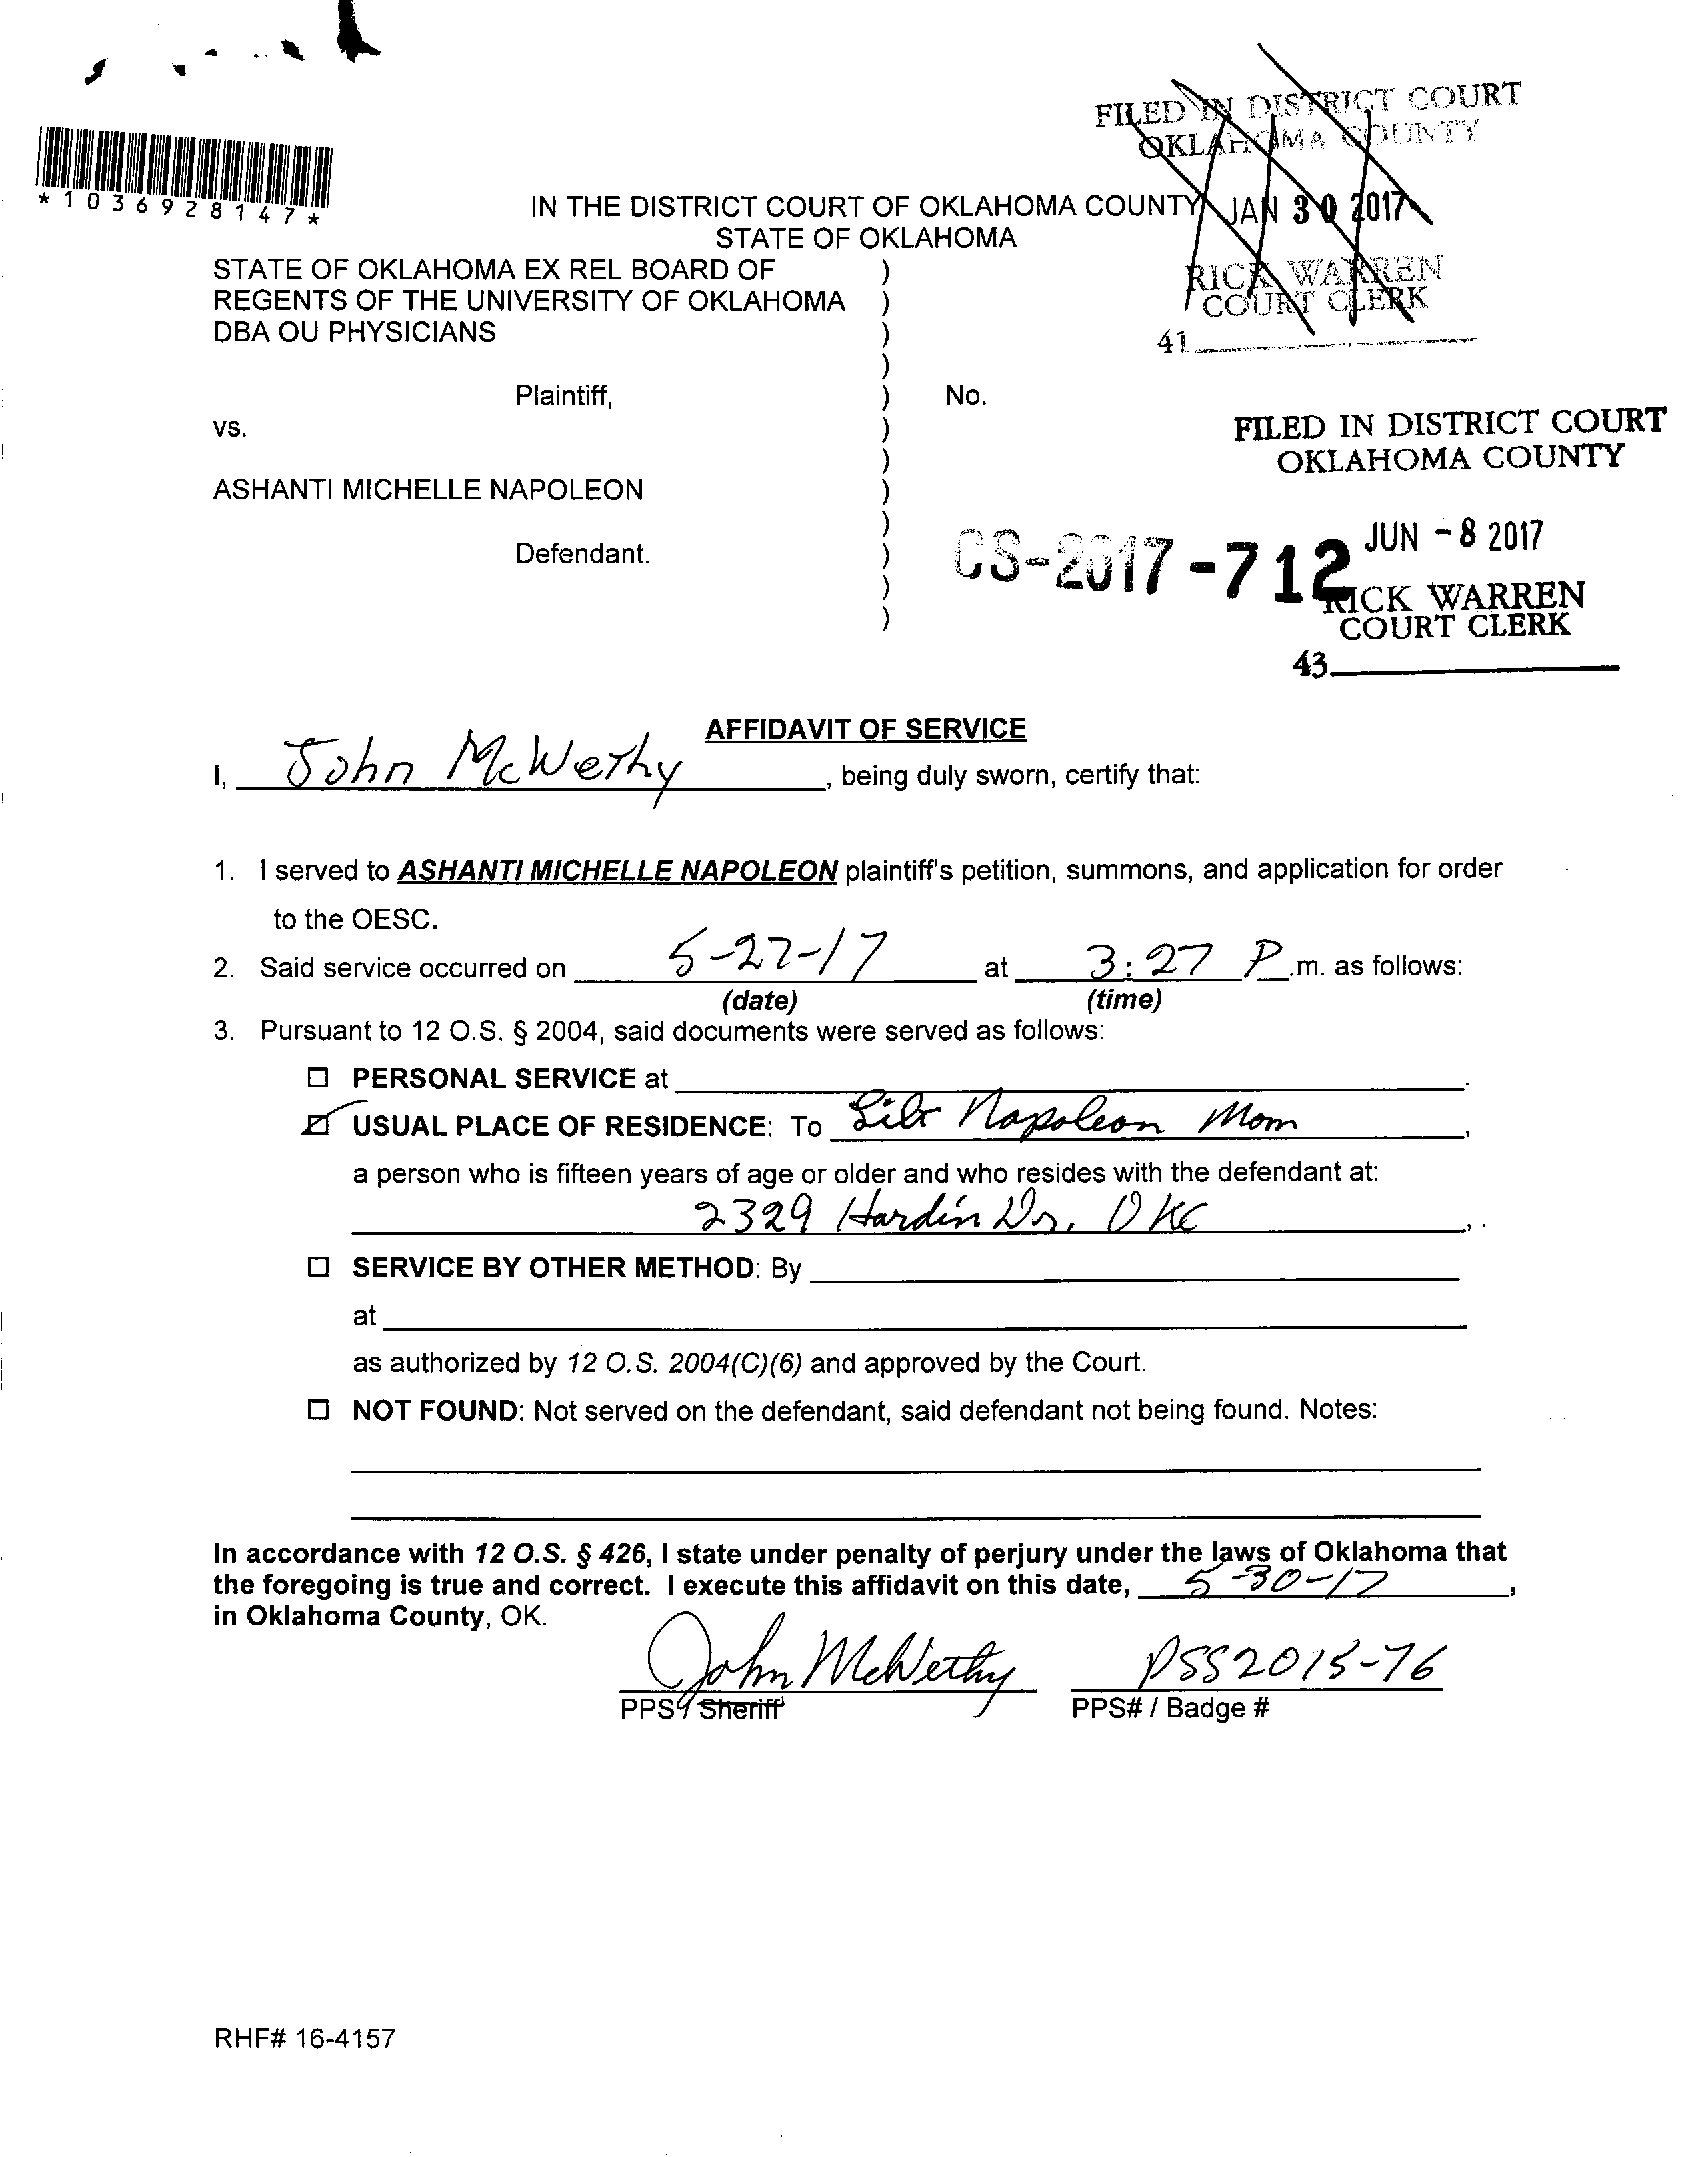 *1036928147*
FILED IN DISTRICT COURT
OKLAHOMA COUNTY
JAN 30 2017
RICK WARREN
COURT CLERK
41
IN THE DISTRICT COURT OF OKLAHOMA COUNTY
STATE OF OKLAHOMA
STATE OF OKLAHOMA EX REL BOARD OF )
REGENTS OF THE UNIVERSITY OF OKLAHOMA )
DBA OU PHYSICIANS )
)
Plaintiff, ) No.
vs. )
)
ASHANTI MICHELLE NAPOLEON )
)
Defendant. )
)
)
FILED IN DISTRICT COURT
OKLAHOMA COUNTY
JUN - 8 2017
CS-2017-712
RICK WARREN
COURT CLERK
43
AFFIDAVIT OF SERVICE
I, John McWethy, being duly sworn, certify that:
1. I served to ASHANTI MICHELLE NAPOLEON plaintiff's petition, summons, and application for order
to the OESC.
2. Said service occurred on 5-27-17 at 3:27 P.m. as follows:
(date) (time)
3. Pursuant to 12 O.S. § 2004, said documents were served as follows:
☐ PERSONAL SERVICE at .
☑ USUAL PLACE OF RESIDENCE: To Napoleon Mom,
a person who is fifteen years of age or older and who resides with the defendant at:
2329 Hardin Dr. OKC,.
☐ SERVICE BY OTHER METHOD: By
at
as authorized by 12 O.S. 2004(C)(6) and approved by the Court.
☐ NOT FOUND: Not served on the defendant, said defendant not being found. Notes:
In accordance with 12 O.S. § 426, I state under penalty of perjury under the laws of Oklahoma that
the foregoing is true and correct. I execute this affidavit on this date, 5-30-17,
in Oklahoma County, OK.
John McWethy PSS2015-76
PPS / Sheriff PPS# / Badge #
RHF# 16-4157